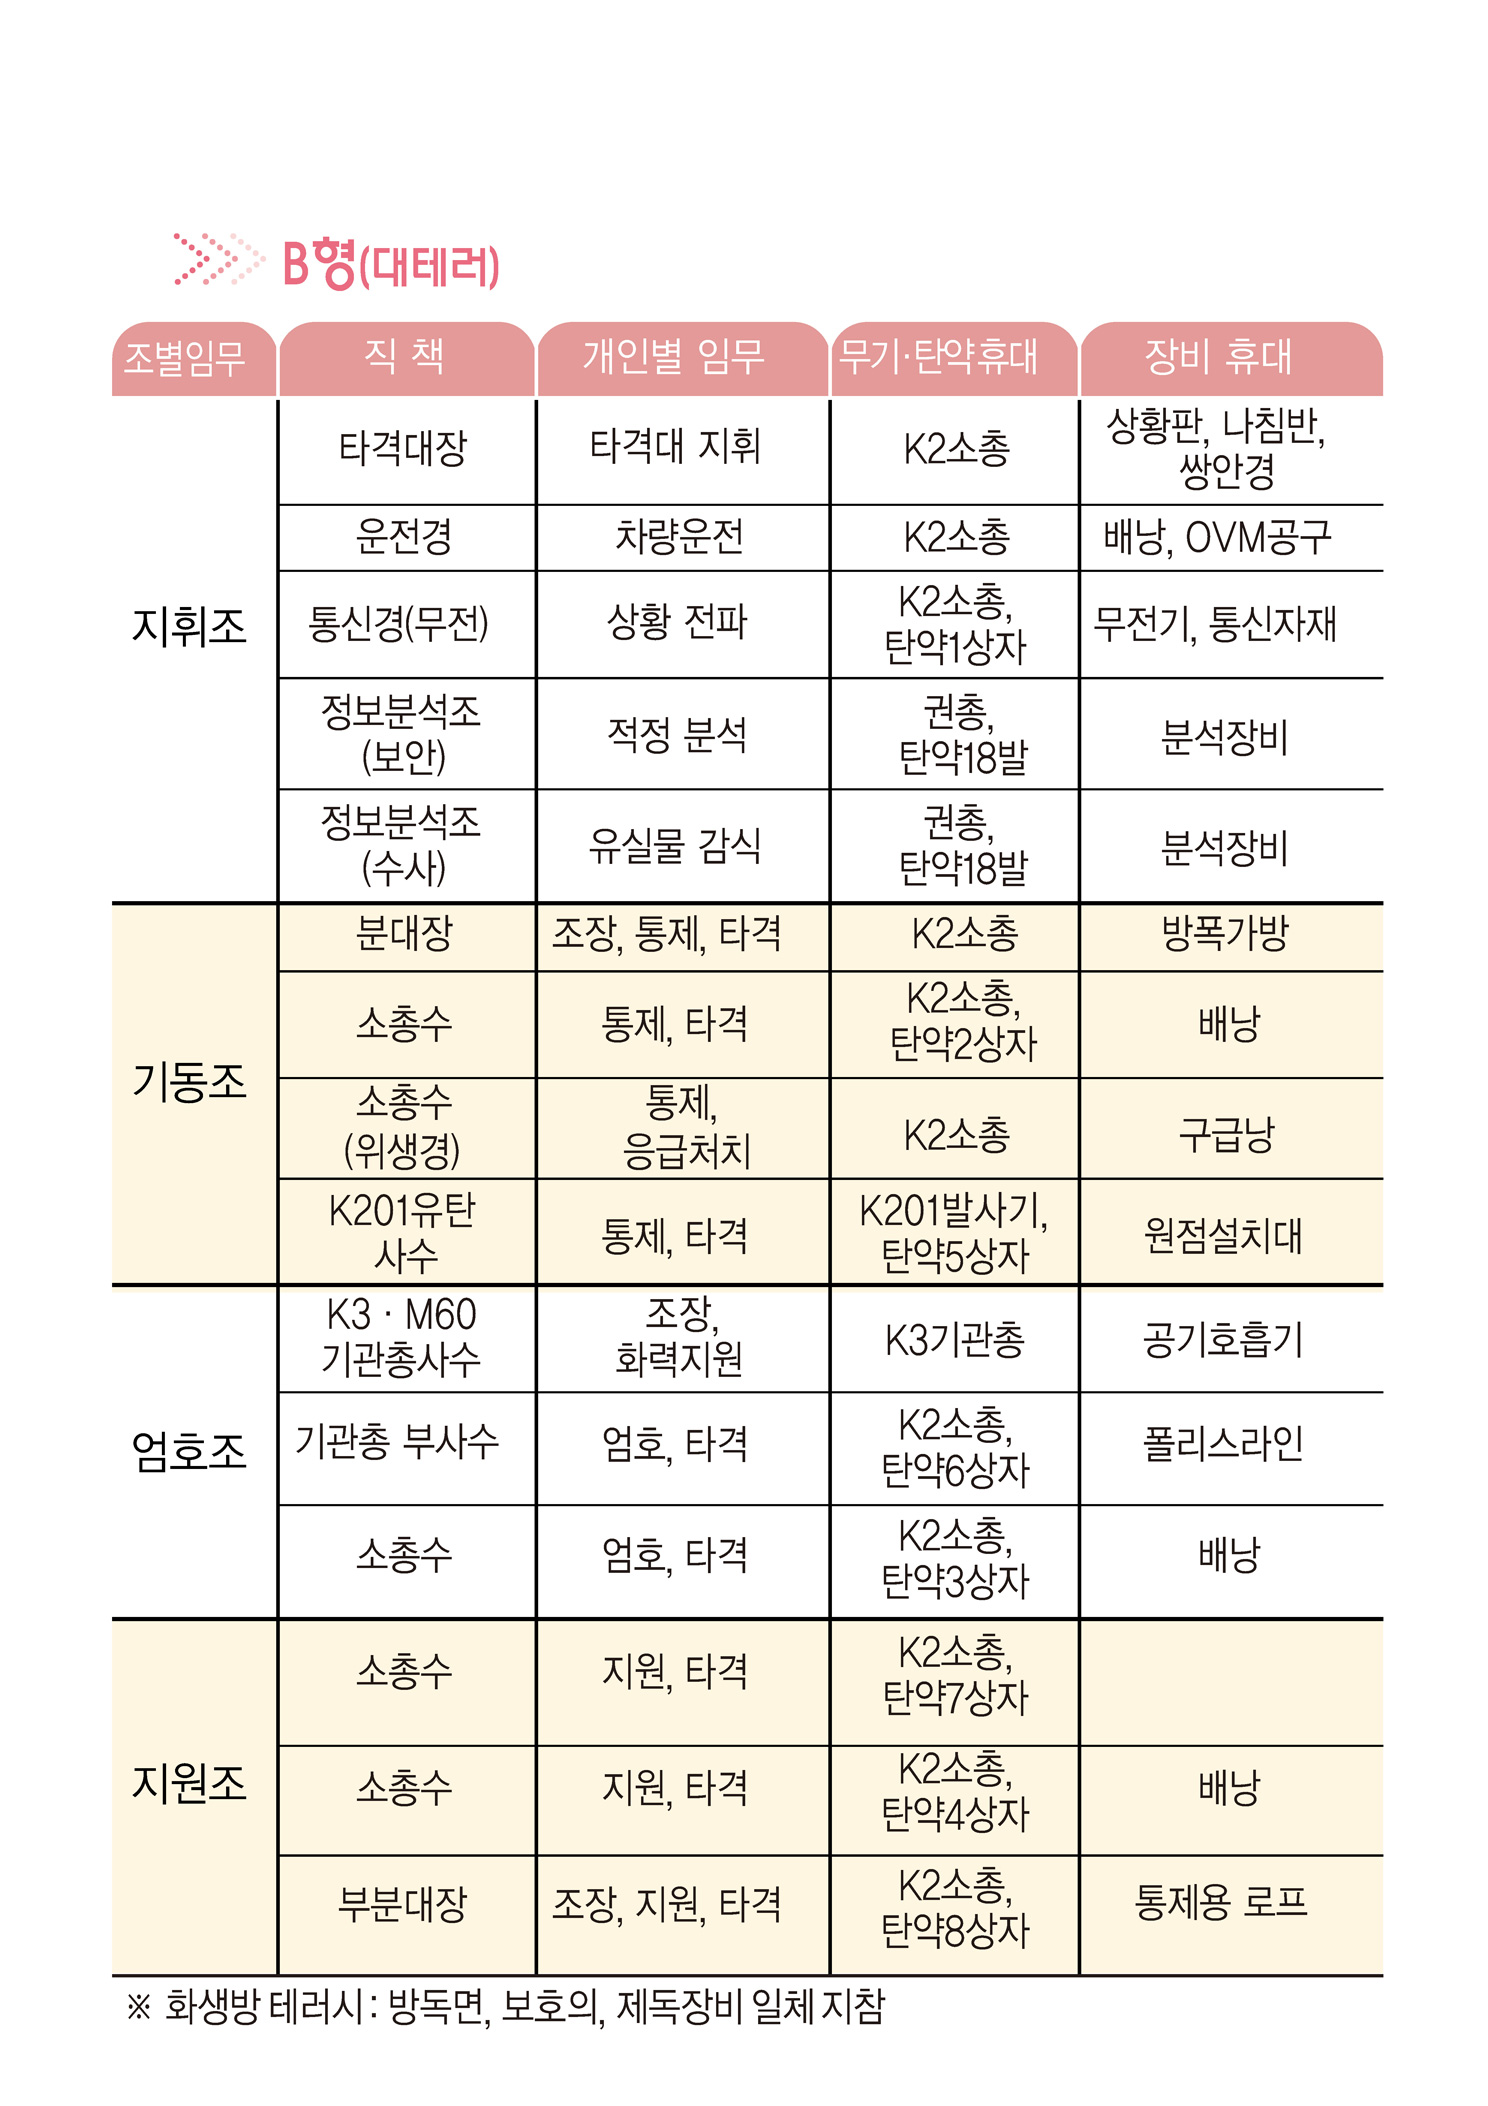 B형(대테러)
조별임무 직 책 개인별 임무 무기·탄약휴대 장비 휴대
지휘조
타격대장 타격대 지휘 K2소총 상황판, 나침반,
쌍안경
운전경 차량운전 K2소총 배낭, OVM공구
통신경(무전) 상황 전파 K2소총,
탄약1상자 무전기, 통신자재
정보분석조
(보안) 적정 분석 권총,
탄약18발 분석장비
정보분석조
(수사) 유실물 감식 권총,
탄약18발 분석장비
기동조
분대장 조장, 통제, 타격 K2소총 방폭가방
소총수 통제, 타격 K2소총,
탄약2상자 배낭
소총수
(위생경) 통제,
응급처치 K2소총 구급낭
K201유탄
사수 통제, 타격 K201발사기,
탄약5상자 원점설치대
엄호조
K3 · M60
기관총사수 조장,
화력지원 K3기관총 공기호흡기
기관총 부사수 엄호, 타격 K2소총,
탄약6상자 폴리스라인
소총수 엄호, 타격 K2소총,
탄약3상자 배낭
지원조
소총수 지원, 타격 K2소총,
탄약7상자
소총수 지원, 타격 K2소총,
탄약4상자 배낭
부분대장 조장, 지원, 타격 K2소총,
탄약8상자 통제용 로프
※ 화생방 테러시 : 방독면, 보호의, 제독장비 일체 지참